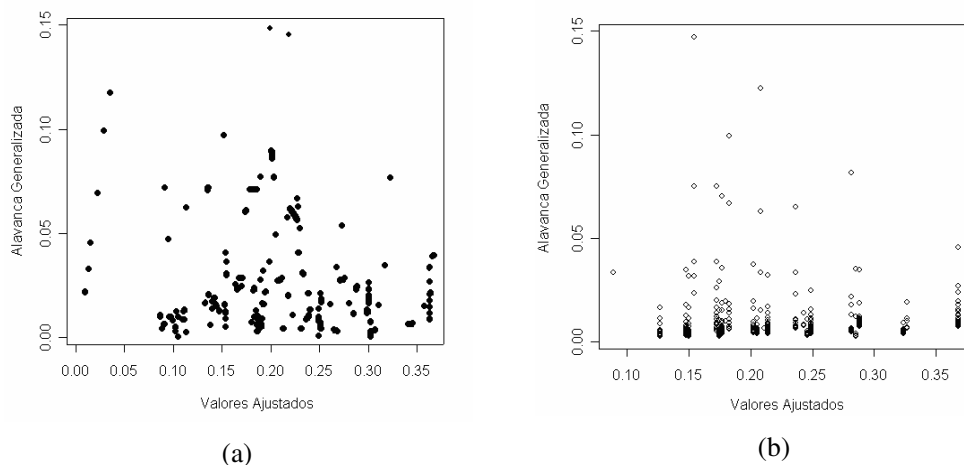 0.15
0.10
0.05
0.00
Alavanca Generalizada
0.00 0.05 0.10 0.15 0.20 0.25 0.30 0.35
Valores Ajustados
(a)
0.15
0.10
0.05
0.00
Alavanca Generalizada
0.10 0.15 0.20 0.25 0.30 0.35
Valores Ajustados
(b)